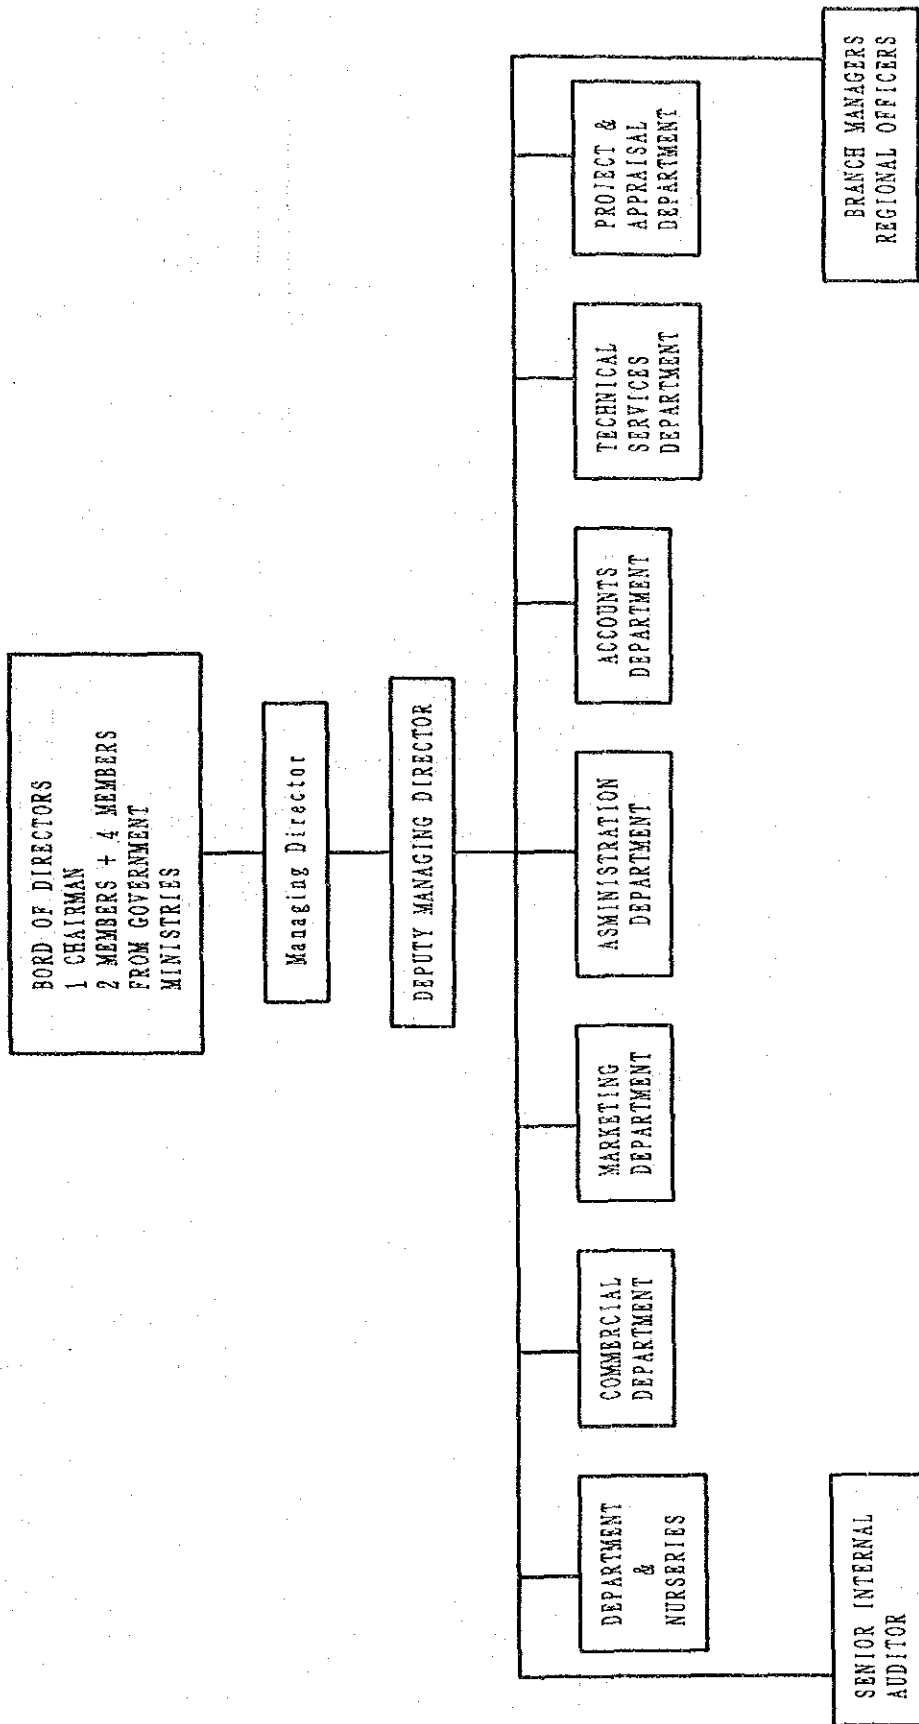 BORD OF DIRECTORS
1 CHAIRMAN
2 MEMBERS + 4 MEMBERS
FROM GOVERNMENT
MINISTRIES
Managing Director
DEPUTY MANAGING DIRECTOR
DEPARTMENT
&
NURSERIES
COMMERCIAL
DEPARTMENT
MARKETING
DEPARTMENT
ASMINISTRATION
DEPARTMENT
ACCOUNTS
DEPARTMENT
TECHNICAL
SERVICES
DEPARTMENT
PROJECT &
APPRAISAL
DEPARTMENT
SENIOR INTERNAL
AUDITOR
BRANCH MANAGERS
REGIONAL OFFICERS